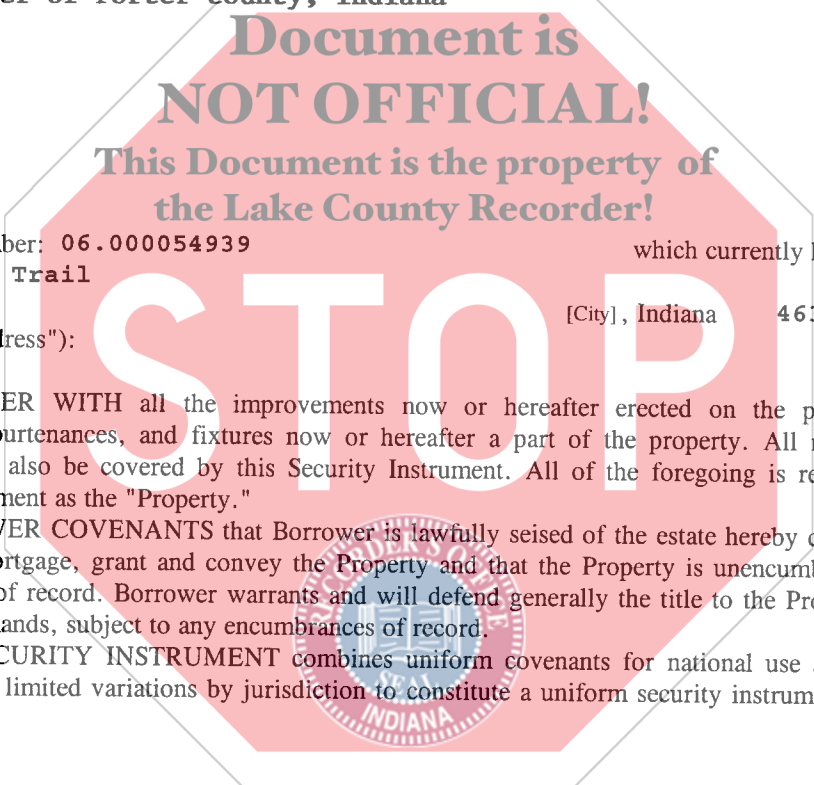 er of Porter County, Indiana
Document is
NOT OFFICIAL!
This Document is the property of
the Lake County Recorder!
ber: 06.000054939 which currently
Trail
[City], Indiana 463
dress"):
STOP
ER WITH all the improvements now or hereafter erected on the p
ourtenances, and fixtures now or hereafter a part of the property. All
also be covered by this Security Instrument. All of the foregoing is re
ment as the "Property."
VER COVENANTS that Borrower is lawfully seised of the estate hereby
ortgage, grant and convey the Property and that the Property is unencumb
of record. Borrower warrants and will defend generally the title to the Pro
ands, subject to any encumbrances of record.
CURITY INSTRUMENT combines uniform covenants for national use
limited variations by jurisdiction to constitute a uniform security instrum
RECORDER'S OFFICE
SEAL
INDIANA